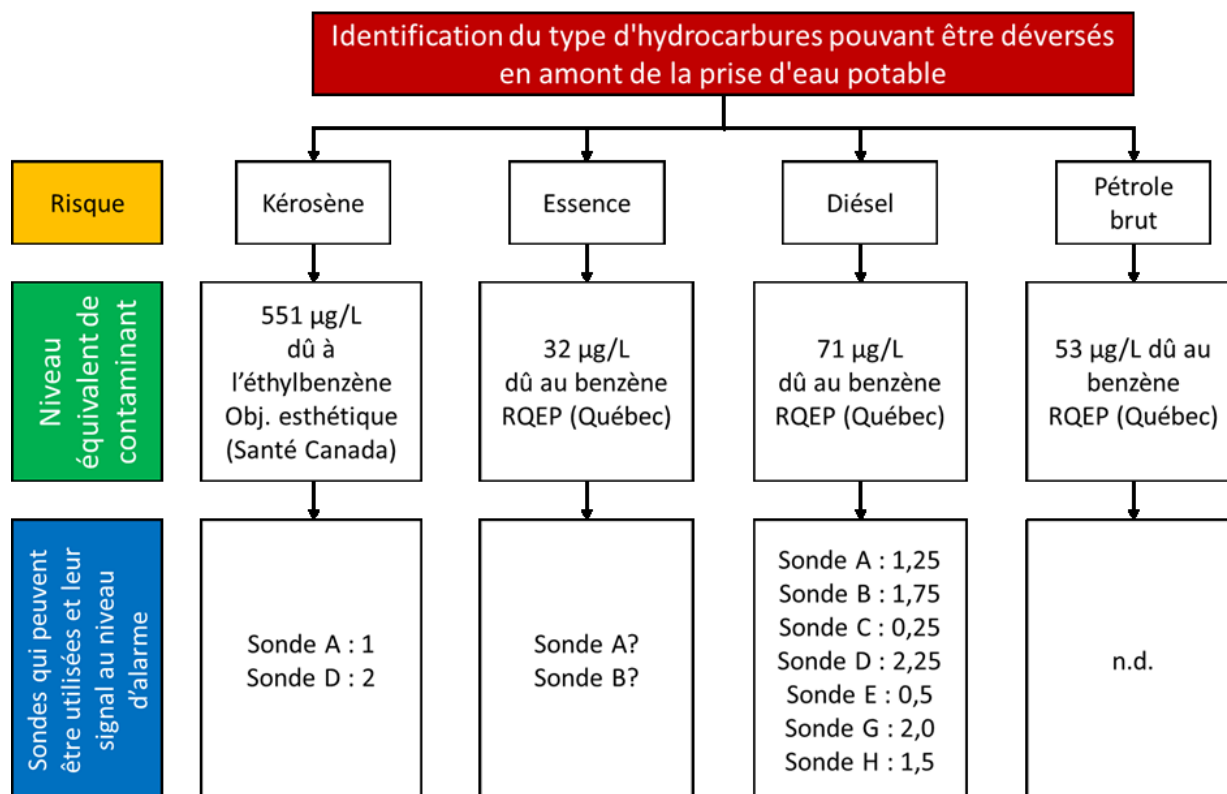 Identification du type d'hydrocarbures pouvant être déversés
en amont de la prise d'eau potable
Risque
Kérosène
Essence
Diésel
Pétrole
brut
Niveau
équivalent de
contaminant
551 µg/L
dû à
l’éthylbenzène
Obj. esthétique
(Santé Canada)
32 µg/L
dû au benzène
RQEP (Québec)
71 µg/L
dû au benzène
RQEP (Québec)
53 µg/L dû au
benzène
RQEP (Québec)
Sondes qui peuvent
être utilisées et leur
signal au niveau
d’alarme
Sonde A : 1
Sonde D : 2
Sonde A?
Sonde B?
Sonde A : 1,25
Sonde B : 1,75
Sonde C : 0,25
Sonde D : 2,25
Sonde E : 0,5
Sonde G : 2,0
Sonde H : 1,5
n.d.